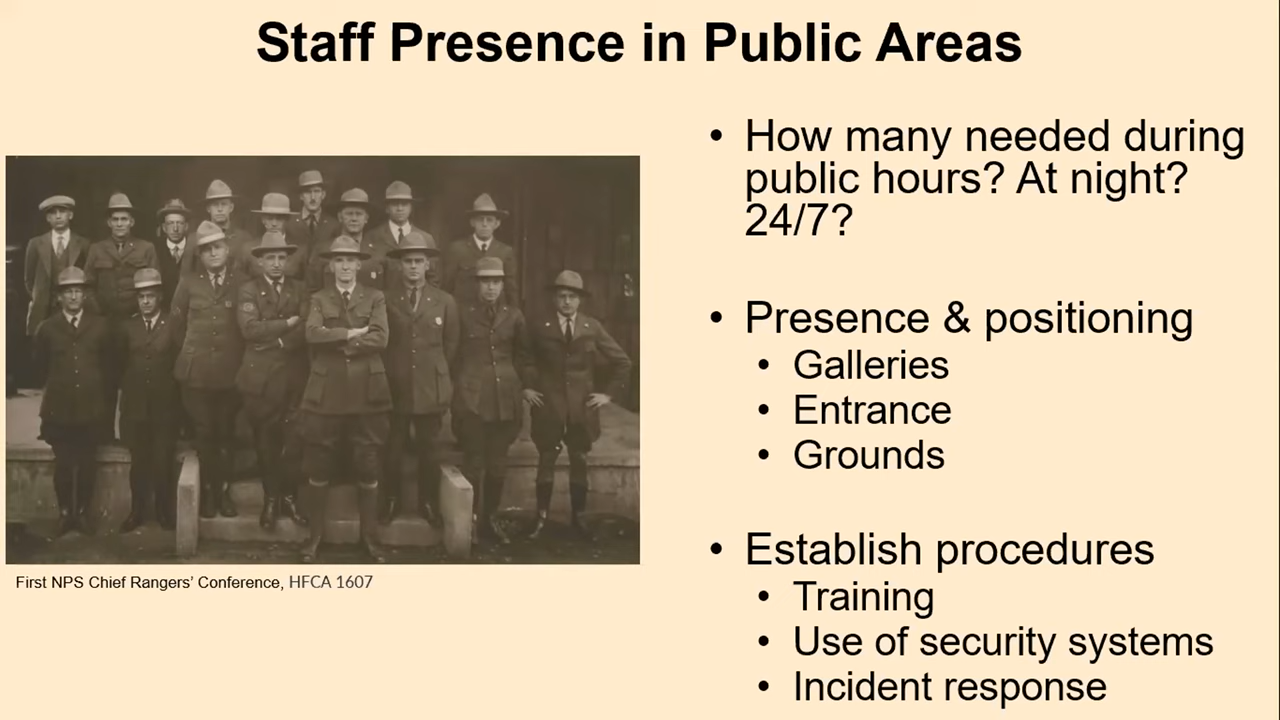 Staff Presence in Public Areas
• How many needed during
public hours? At night?
24/7?
• Presence & positioning
• Galleries
• Entrance
• Grounds
• Establish procedures
• Training
• Use of security systems
• Incident response
First NPS Chief Rangers’ Conference, HFCA 1607